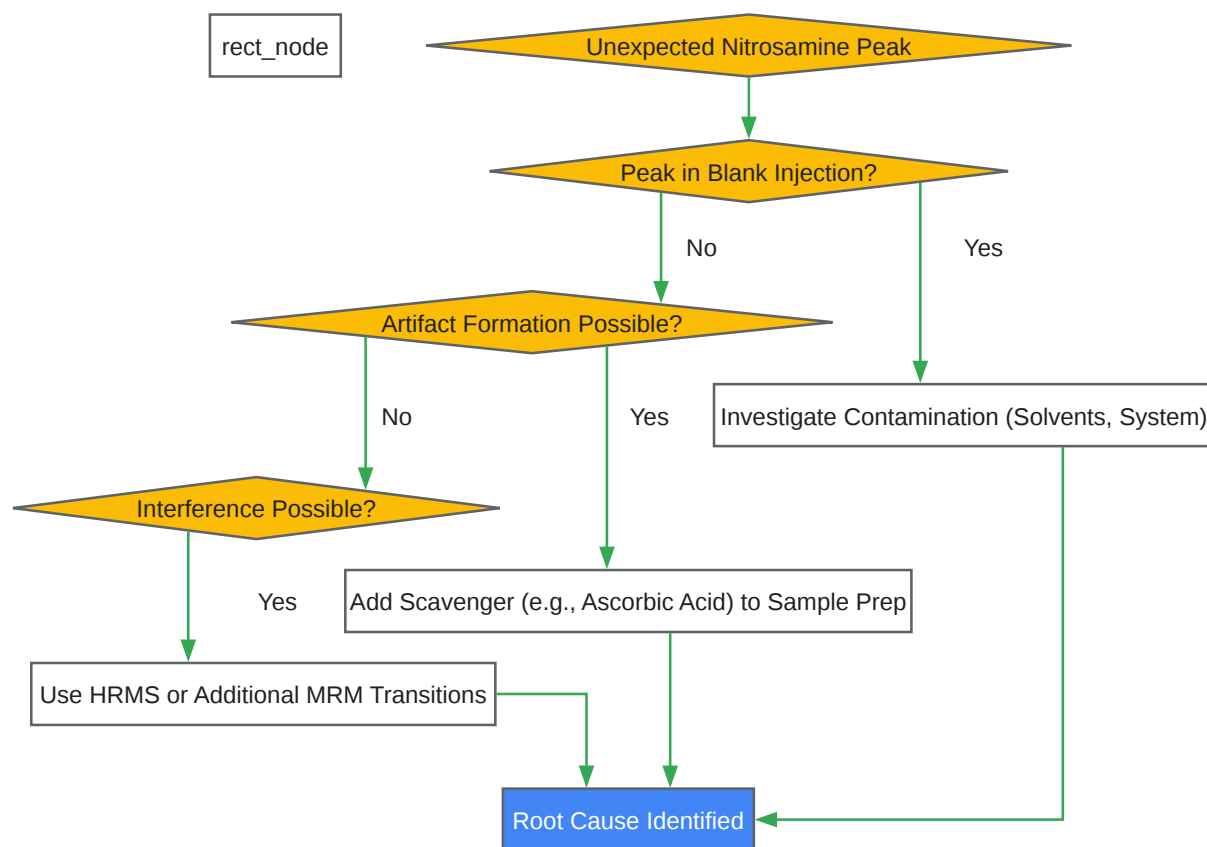 rect_node
Unexpected Nitrosamine Peak
Peak in Blank Injection?
No
Yes
Artifact Formation Possible?
No
Yes
Investigate Contamination (Solvents, System)
Interference Possible?
Yes
Add Scavenger (e.g., Ascorbic Acid) to Sample Prep
Use HRMS or Additional MRM Transitions
Root Cause Identified